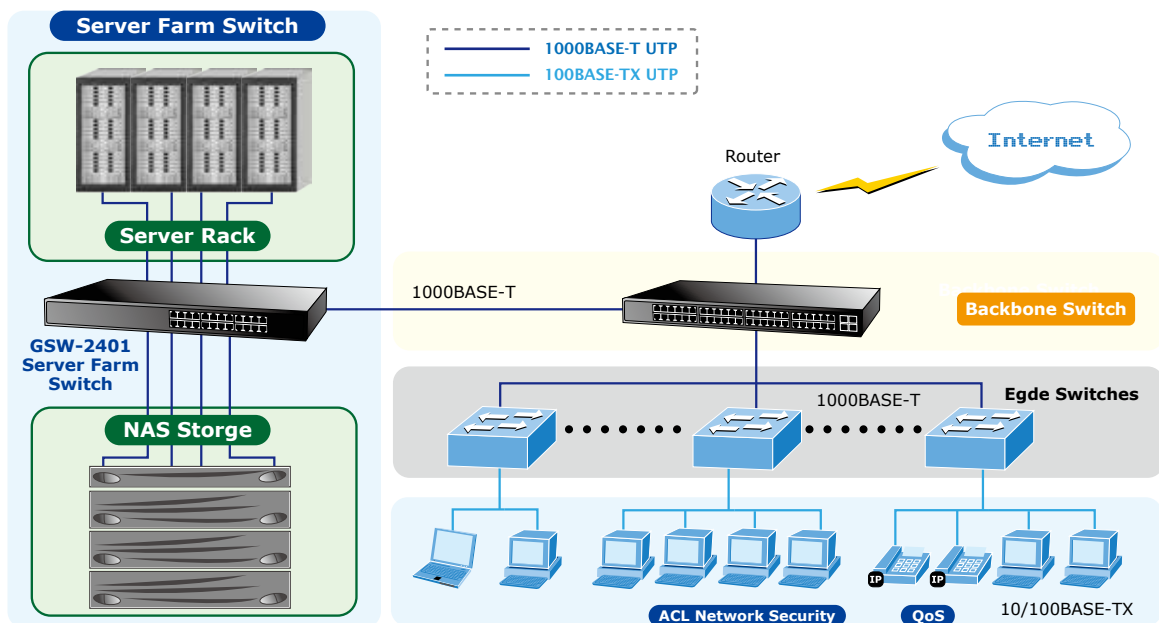 Server Farm Switch
1000BASE-T UTP
100BASE-TX UTP
Internet
Router
Server Rack
1000BASE-T
Backbone Switch
GSW-2401
Server Farm
Switch
Egde Switches
1000BASE-T
NAS Storge
IP
IP
ACL Network Security
QoS
10/100BASE-TX